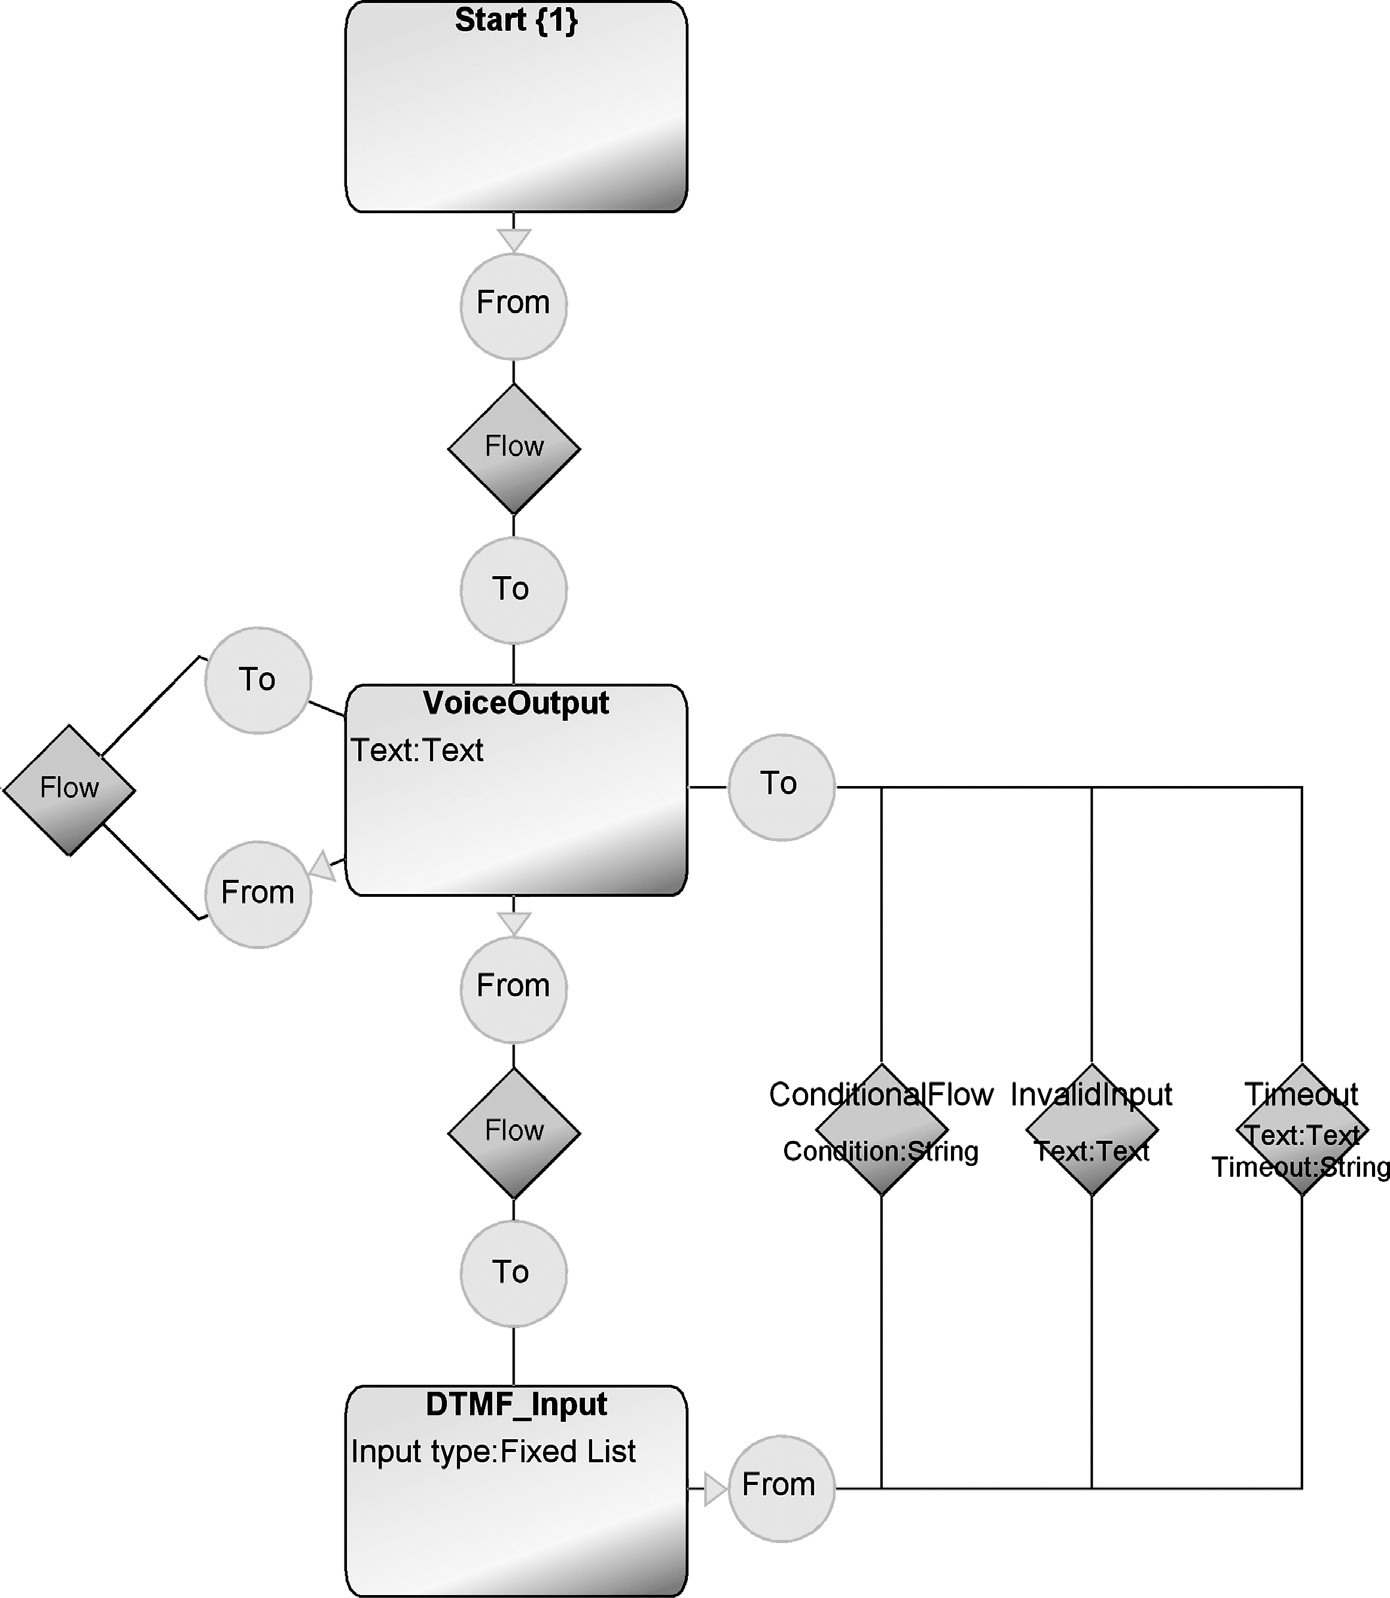 Start {1}
From
Flow
To
To
VoiceOutput
Text:Text
To
Flow
From
From
ConditionalFlow
Condition:String
InvalidInput
Text:Text
Timeout
Text:Text
Timeout:String
Flow
To
DTMF_Input
Input type:Fixed List
From